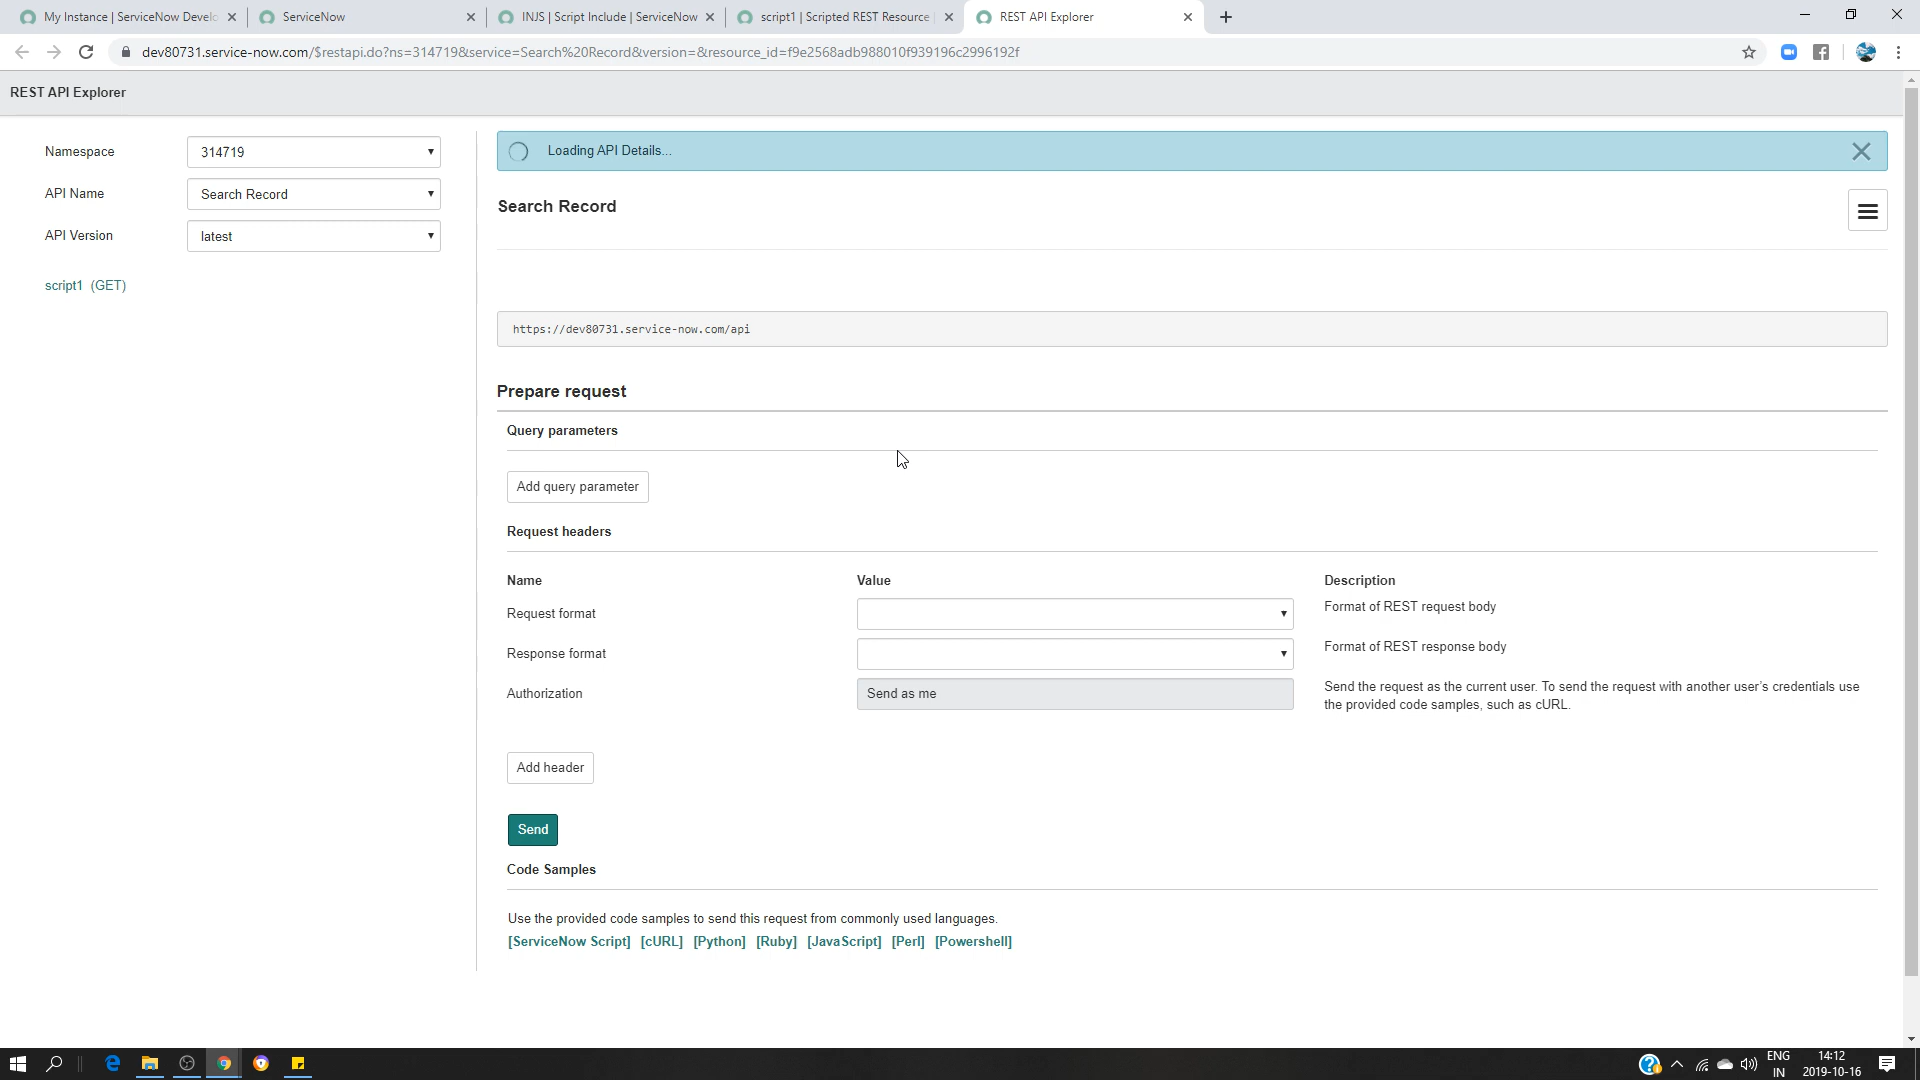 My Instance | ServiceNow Develo
ServiceNow
INJS | Script Include | ServiceNow
script1 | Scripted REST Resource |
REST API Explorer
dev80731.service-now.com/$restapi.do?ns=314719&service=Search%20Record&version=&resource_id=f9e2568adb988010f939196c2996192f
REST API Explorer
Namespace
314719
API Name
Search Record
API Version
latest
script1 (GET)
Loading API Details...
Search Record
https://dev80731.service-now.com/api
Prepare request
Query parameters
Add query parameter
Request headers
Name Value Description
Request format
Format of REST request body
Response format
Format of REST response body
Authorization
Send as me
Send the request as the current user. To send the request with another user's credentials use
the provided code samples, such as cURL.
Add header
Send
Code Samples
Use the provided code samples to send this request from commonly used languages.
[ServiceNow Script] [cURL] [Python] [Ruby] [JavaScript] [Perl] [Powershell]
ENG
IN
14:12
2019-10-16